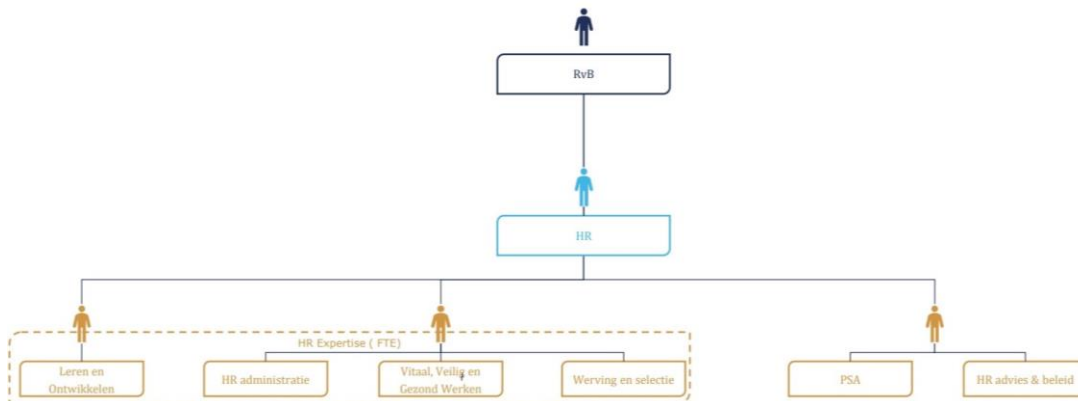 RvB
HR
HR Expertise ( FTE)
Leren en
Ontwikkelen
HR administratie
Vitaal, Veilig en
Gezond Werken
Werving en selectie
PSA
HR advies & beleid